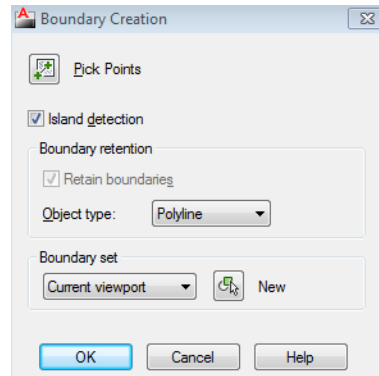 Boundary Creation
Pick Points
Island detection
Boundary retention
Retain boundaries
Object type: Polyline
Boundary set
Current viewport New
OK Cancel Help